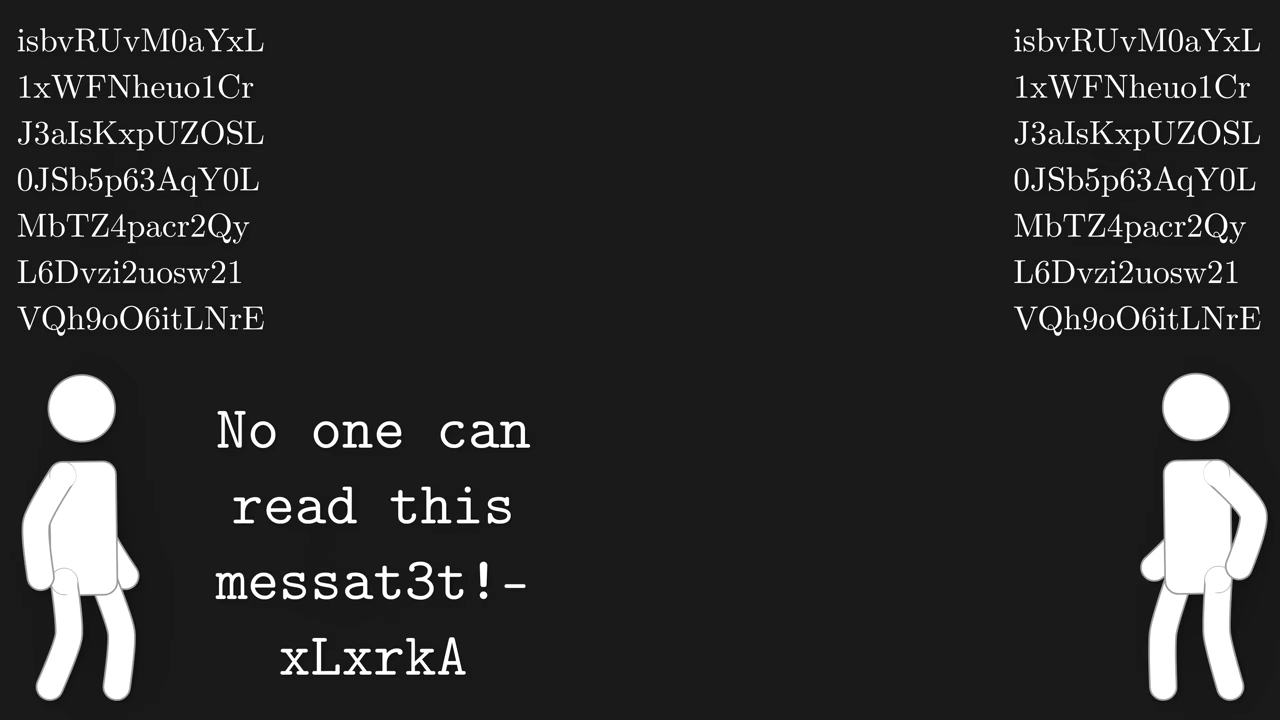 isbvRUvM0aYxL
1xWFNheuo1Cr
J3aIsKxpUZOSL
0JSb5p63AqY0L
MbTZ4pacr2Qy
L6Dvzi2uosw21
VQh9oO6itLNrE
isbvRUvM0aYxL
1xWFNheuo1Cr
J3aIsKxpUZOSL
0JSb5p63AqY0L
MbTZ4pacr2Qy
L6Dvzi2uosw21
VQh9oO6itLNrE
No one can
read this
messat3t!-
xLxrkA